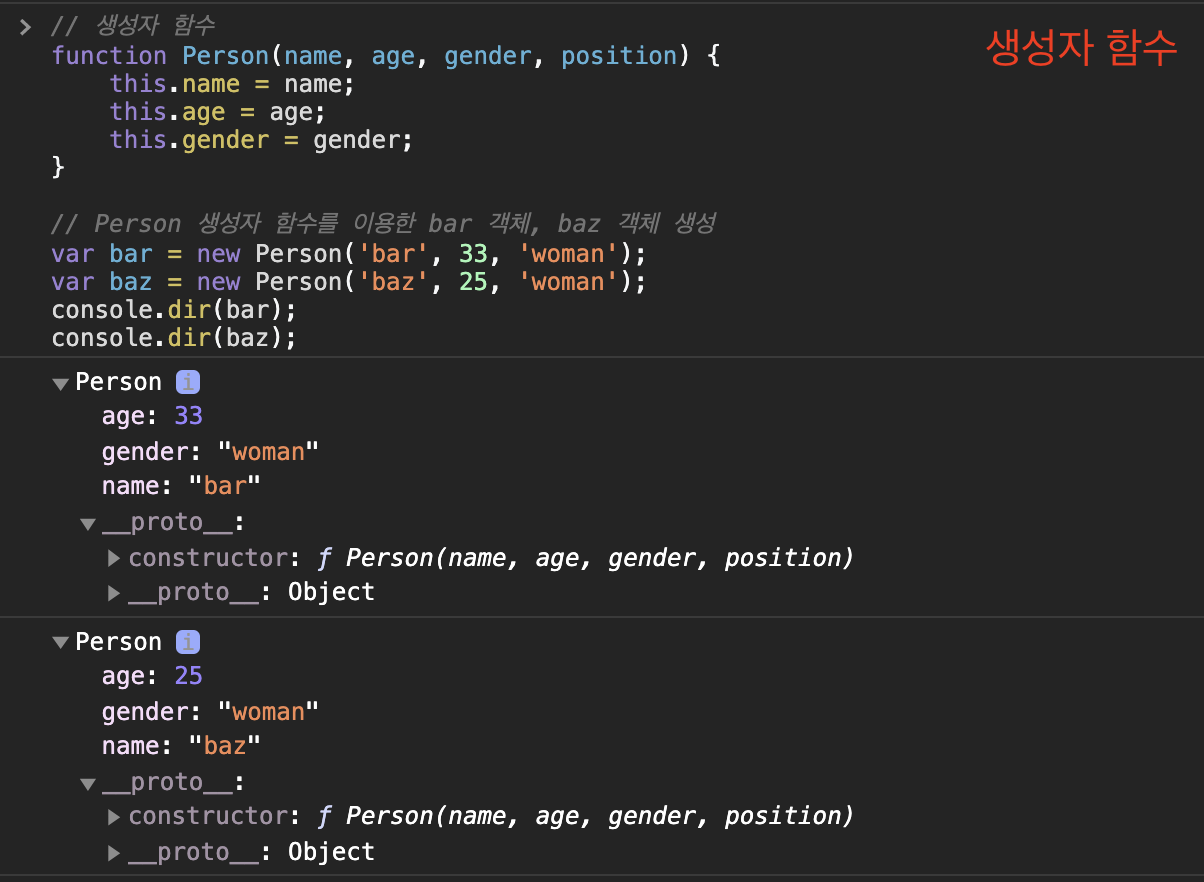 // 생성자 함수
생성자 함수
function Person(name, age, gender, position) {
    this.name = name;
    this.age = age;
    this.gender = gender;
}
// Person 생성자 함수를 이용한 bar 객체, baz 객체 생성
var bar = new Person('bar', 33, 'woman');
var baz = new Person('baz', 25, 'woman');
console.dir(bar);
console.dir(baz);
Person i
age: 33
gender: "woman"
name: "bar"
__proto__:
constructor: ƒ Person(name, age, gender, position)
__proto__: Object
Person i
age: 25
gender: "woman"
name: "baz"
__proto__:
constructor: ƒ Person(name, age, gender, position)
__proto__: Object